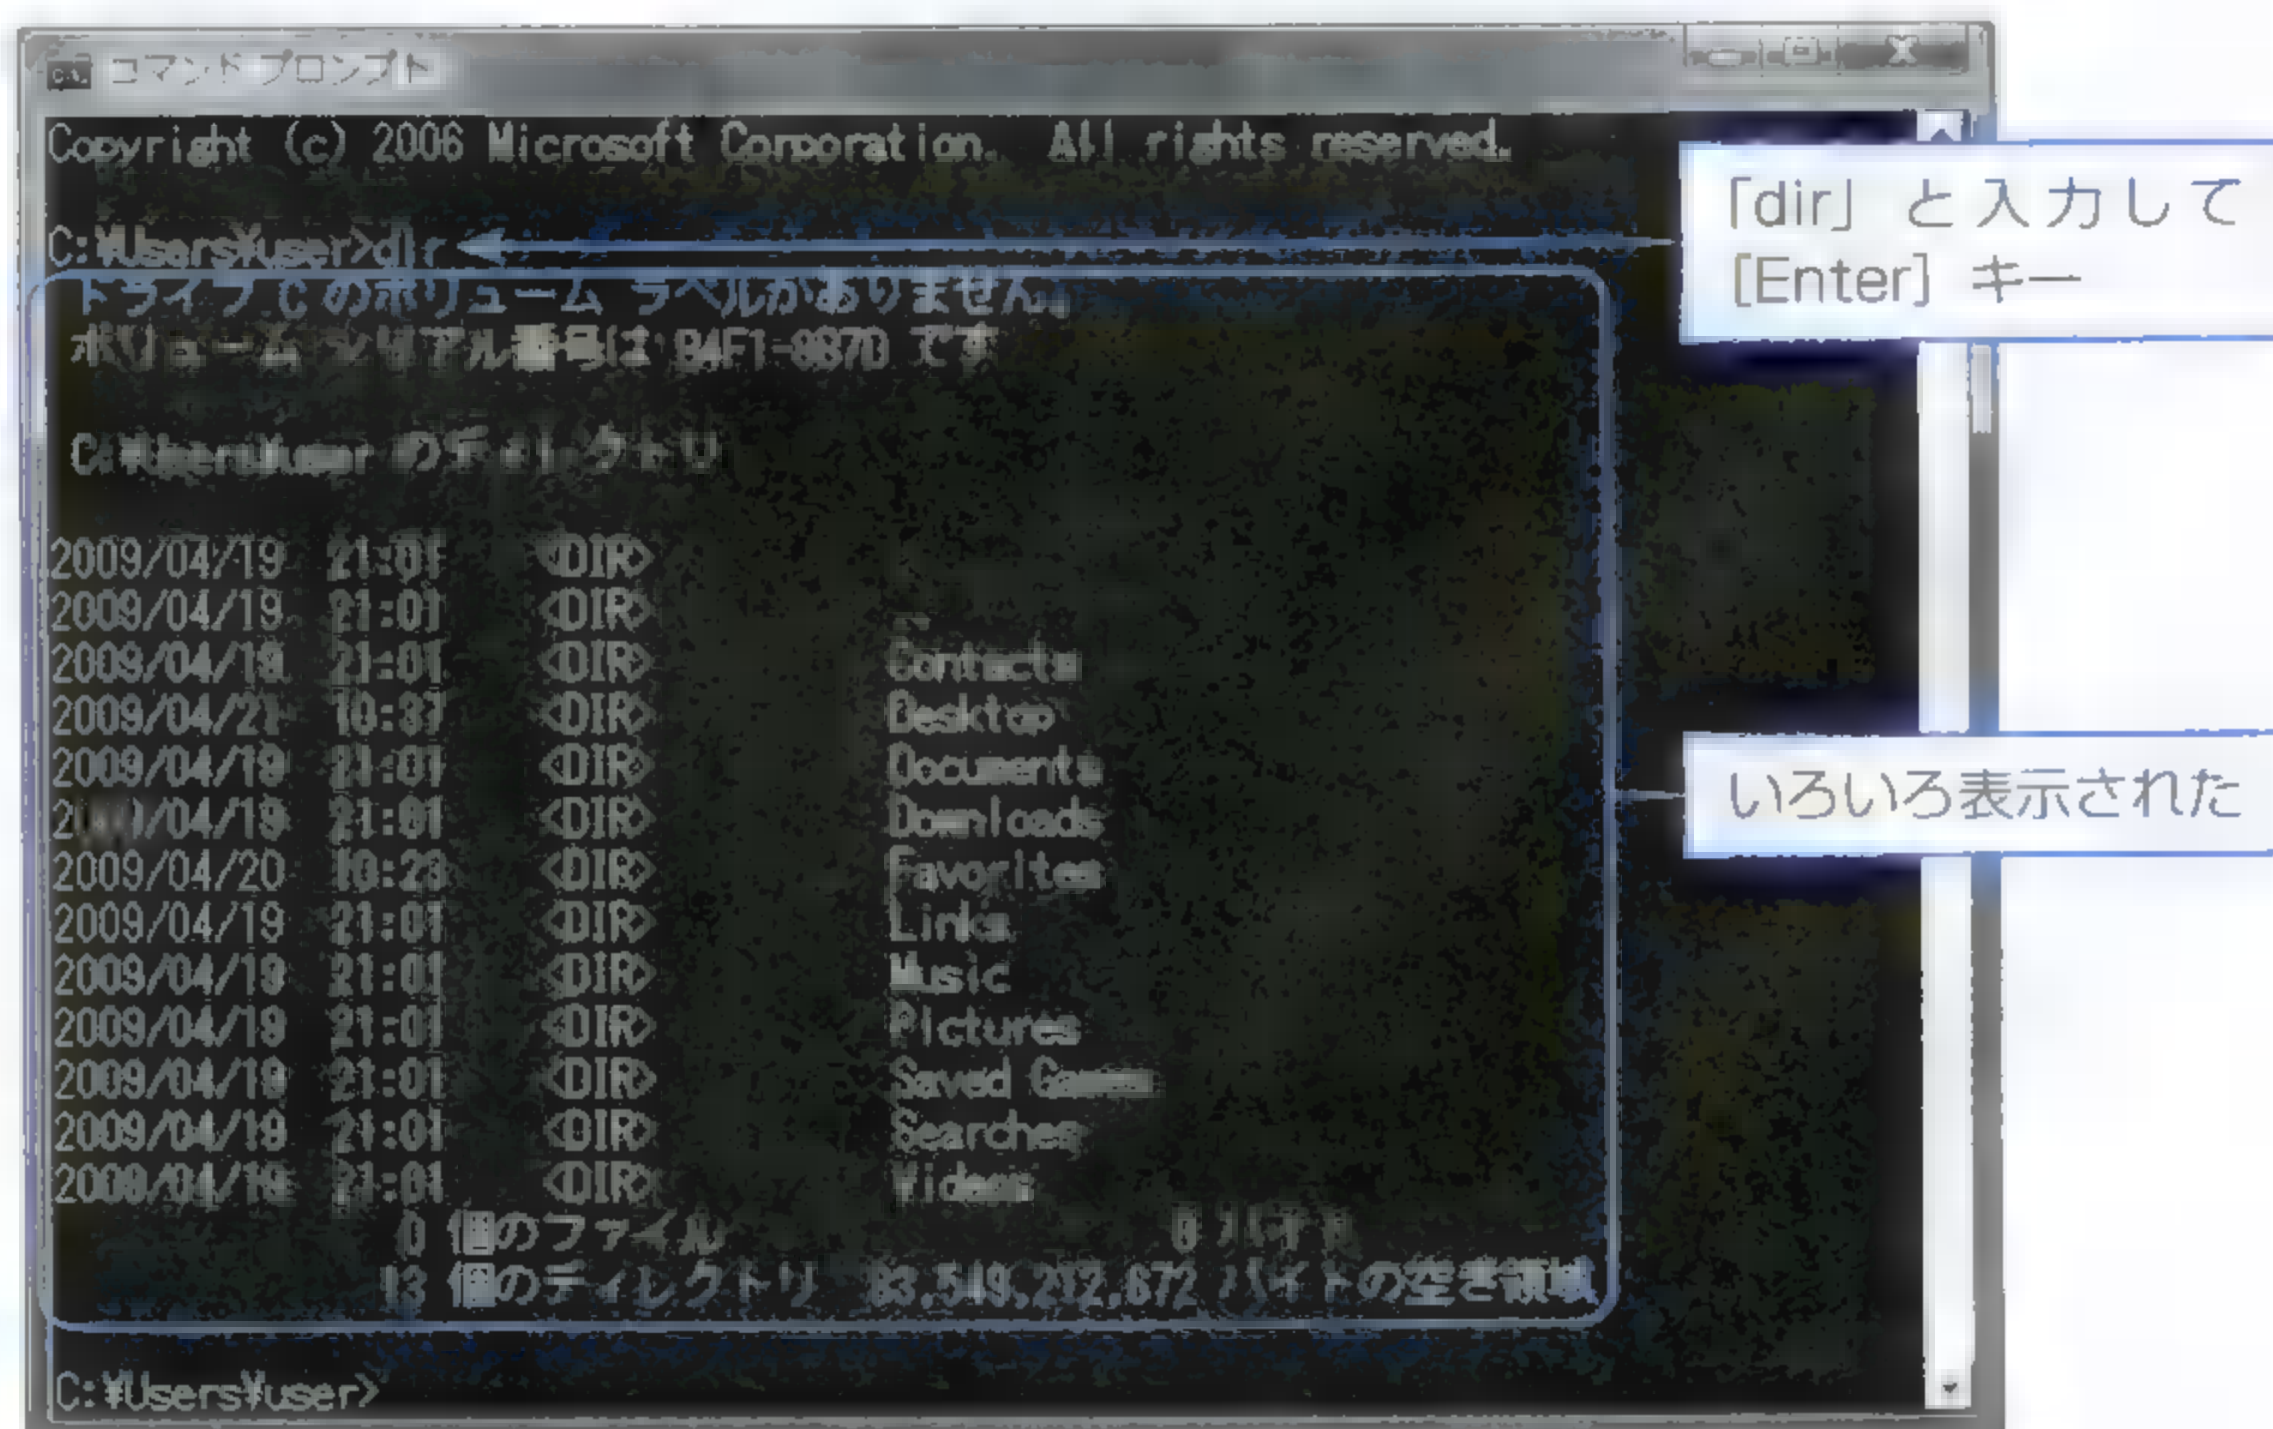 コマンド プロンプト
Copyright (c) 2006 Microsoft Corporation. All rights reserved.
C:¥Users¥user>dir
ドライブ C のボリューム ラベルがありません。
ボリューム シリアル番号は B4F1-8870 です
C:¥Users¥user のディレクトリ
2009/04/19 21:01 <DIR>
2009/04/19 21:01 <DIR> ..
2009/04/19 21:01 <DIR> Contacts
2009/04/21 10:37 <DIR> Desktop
2009/04/19 21:01 <DIR> Documents
/04/19 21:01 <DIR> Downloads
2009/04/20 10:23 <DIR> Favorites
2009/04/19 21:01 <DIR> Links
2009/04/19 21:01 <DIR> Music
2009/04/19 21:01 <DIR> Pictures
2009/04/19 21:01 <DIR> Saved Games
2009/04/19 21:01 <DIR> Searches
2009/04/19 21:01 <DIR> Videos
0 個のファイル 0 バイト
13 個のディレクトリ 83,549,212,672 バイトの空き領域
C:¥Users¥user>
「dir」と入力して
[Enter] キー
いろいろ表示された